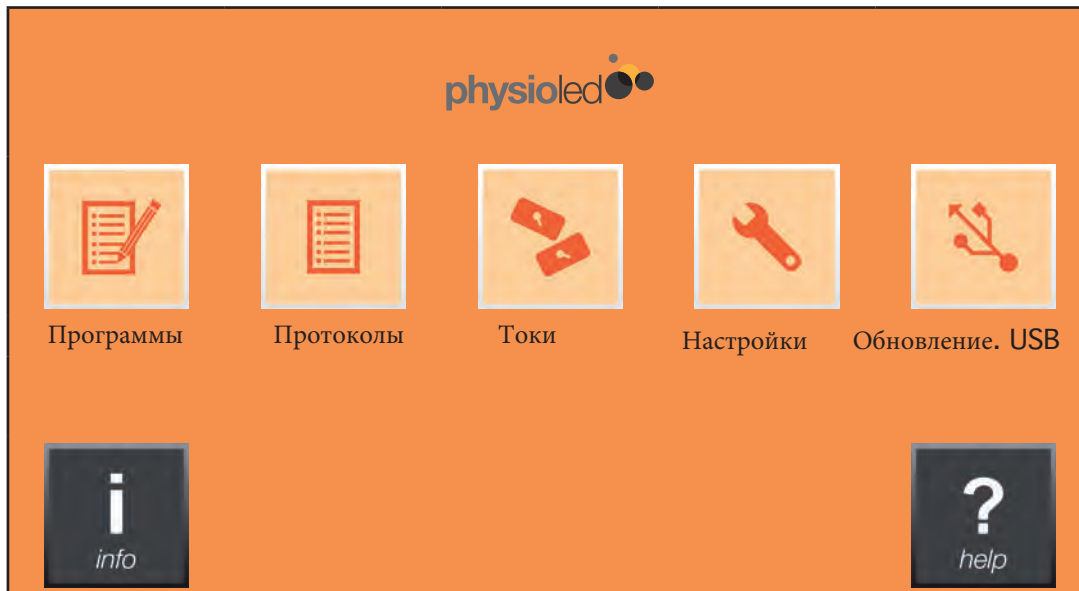 physioled
Программы Протоколы Токи Настройки Обновление. USB
i ?
info help